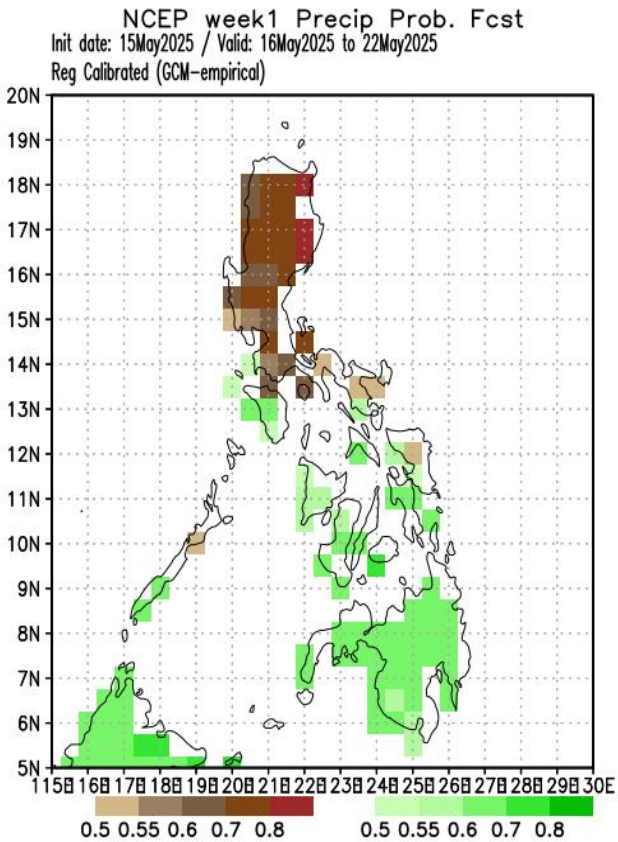 NCEP week1 Precip Prob. Fcst
Init date: 15May2025 / Valid: 16May2025 to 22May2025
Reg Calibrated (GCM-empirical)
20N
19N
18N
17N
16N
15N
14N
13N
12N
11N
10N
9N
8N
7N
6N
5N
115E 116E 117E 118E 119E 120E 121E 122E 123E 124E 125E 126E 127E 128E 129E 130E
0.5 0.55 0.6 0.7 0.8 0.5 0.55 0.6 0.7 0.8